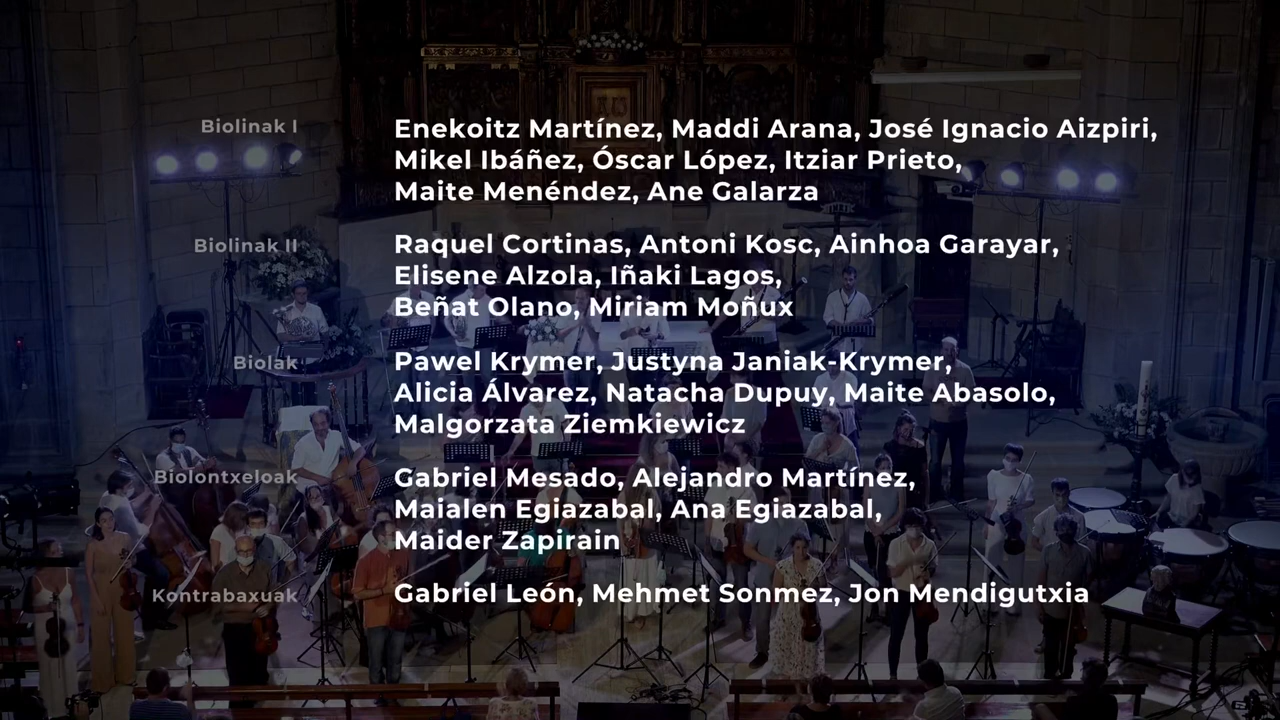 Biolinak I
Enekoitz Martínez, Maddi Arana, José Ignacio Aizpiri,
Mikel Ibáñez, Óscar López, Itziar Prieto,
Maite Menéndez, Ane Galarza
Biolinak II
Raquel Cortinas, Antoni Kosc, Ainhoa Garayar,
Elisene Alzola, Iñaki Lagos,
Beñat Olano, Miriam Moñux
Biolak
Pawel Krymer, Justyna Janiak-Krymer,
Alicia Álvarez, Natacha Dupuy, Maite Abasolo,
Malgorzata Ziemkiewicz
Biolontxeloak
Gabriel Mesado, Alejandro Martínez,
Maialen Egiazabal, Ana Egiazabal,
Maider Zapirain
Kontrabaxuak
Gabriel León, Mehmet Sonmez, Jon Mendigutxia